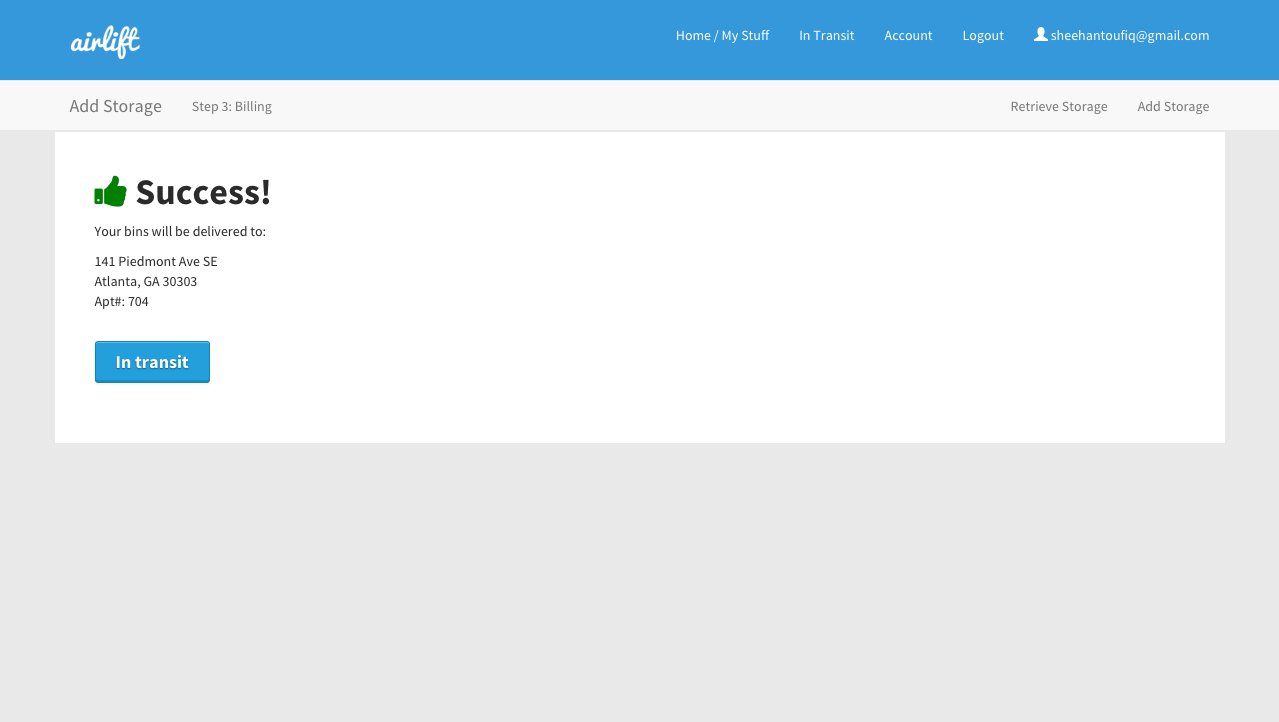 airlift
Home / My Stuff In Transit Account Logout sheehantoufiq@gmail.com
Add Storage Step 3: Billing Retrieve Storage Add Storage
Success!
Your bins will be delivered to:
141 Piedmont Ave SE
Atlanta, GA 30303
Apt#: 704
In transit